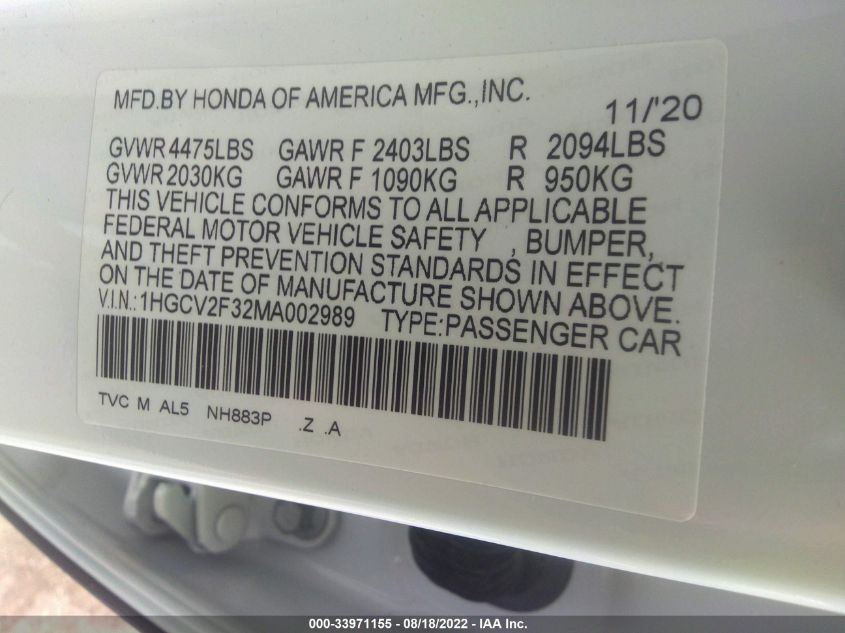 MFD.BY HONDA OF AMERICA MFG.,INC.
11/'20
GVWR 4475LBS GAWR F 2403LBS R 2094LBS
GVWR 2030KG GAWR F 1090KG R 950KG
THIS VEHICLE CONFORMS TO ALL APPLICABLE
FEDERAL MOTOR VEHICLE SAFETY , BUMPER,
AND THEFT PREVENTION STANDARDS IN EFFECT
ON THE DATE OF MANUFACTURE SHOWN ABOVE.
V.I.N.:1HGCV2F32MA002989 TYPE:PASSENGER CAR
TVC M AL5 NH883P .Z .A
000-33971155 - 08/18/2022 - IAA Inc.